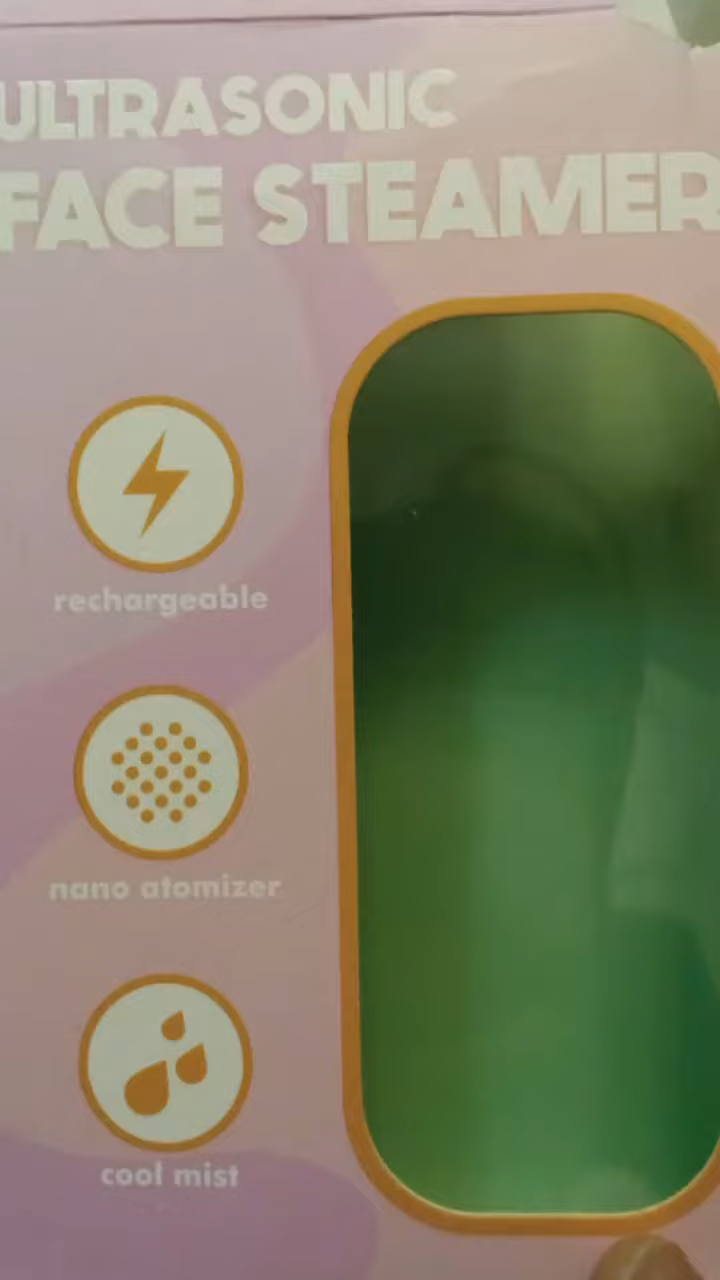 ULTRASONIC
FACE STEAMER
rechargeable
nano atomizer
cool mist